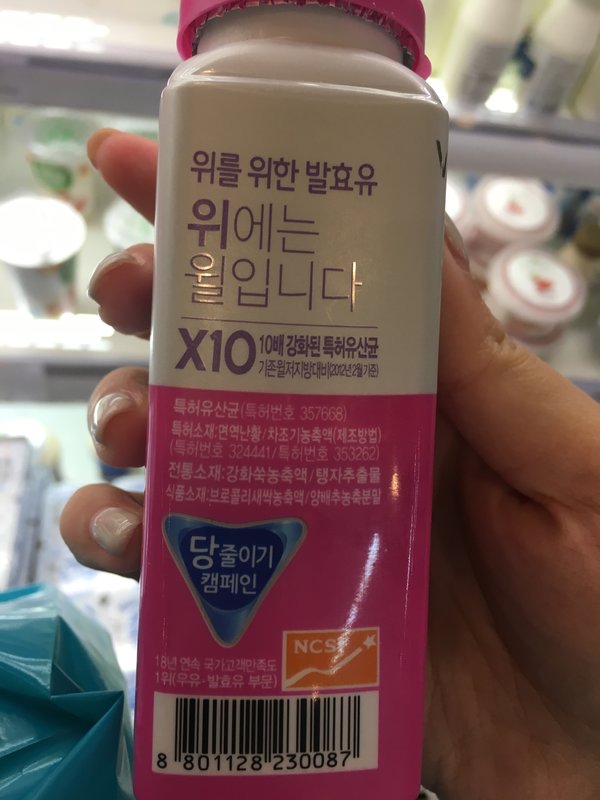 위를 위한 발효유
위에는
윌입니다
X10 10배 강화된 특허유산균
기존윌저지방대비(2012년 2월 기준)
특허유산균(특허번호 357668)
특허소재:면역난황/차조기농축액(제조방법)
(특허번호 324441/특허번호 353262)
전통소재:강화쑥농축액/탱자추출물
식품소재:브로콜리새싹농축액/양배추농축분말
당줄이기
캠페인
NCSI
18년 연속 국가고객만족도
1위(우유·발효유 부문)
8 801128 230087